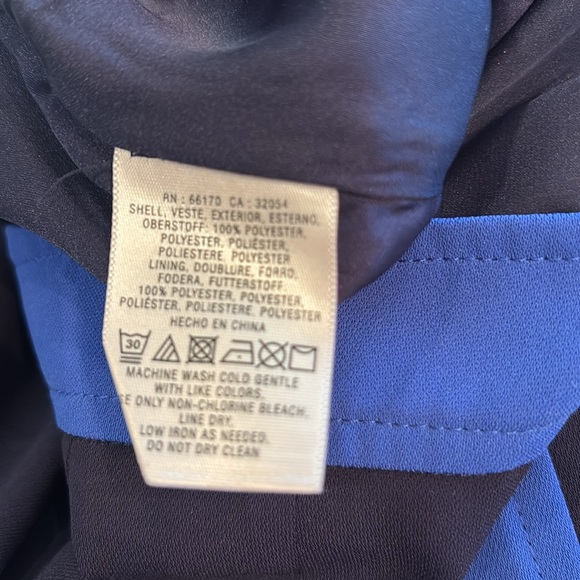 RN : 66170 CA : 32054
SHELL, VESTE, EXTERIOR, ESTERNO,
OBERSTOFF: 100% POLYESTER,
POLYESTER, POLIÉSTER,
POLIESTERE, POLYESTER
LINING, DOUBLURE, FORRO,
FODERA, FUTTERSTOFF:
100% POLYESTER, POLYESTER,
POLIÉSTER, POLIESTERE, POLYESTER
HECHO EN CHINA
30
MACHINE WASH COLD GENTLE
WITH LIKE COLORS.
SE ONLY NON-CHLORINE BLEACH.
LINE DRY.
LOW IRON AS NEEDED.
DO NOT DRY CLEAN